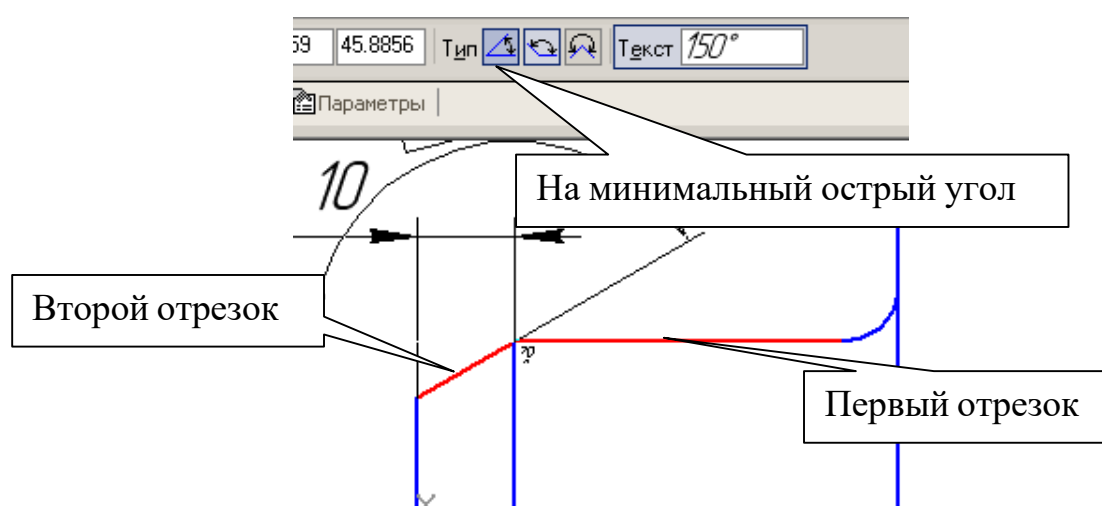 59 45.8856 Тип Текст 150°
Параметры
10
На минимальный острый угол
Второй отрезок
Первый отрезок